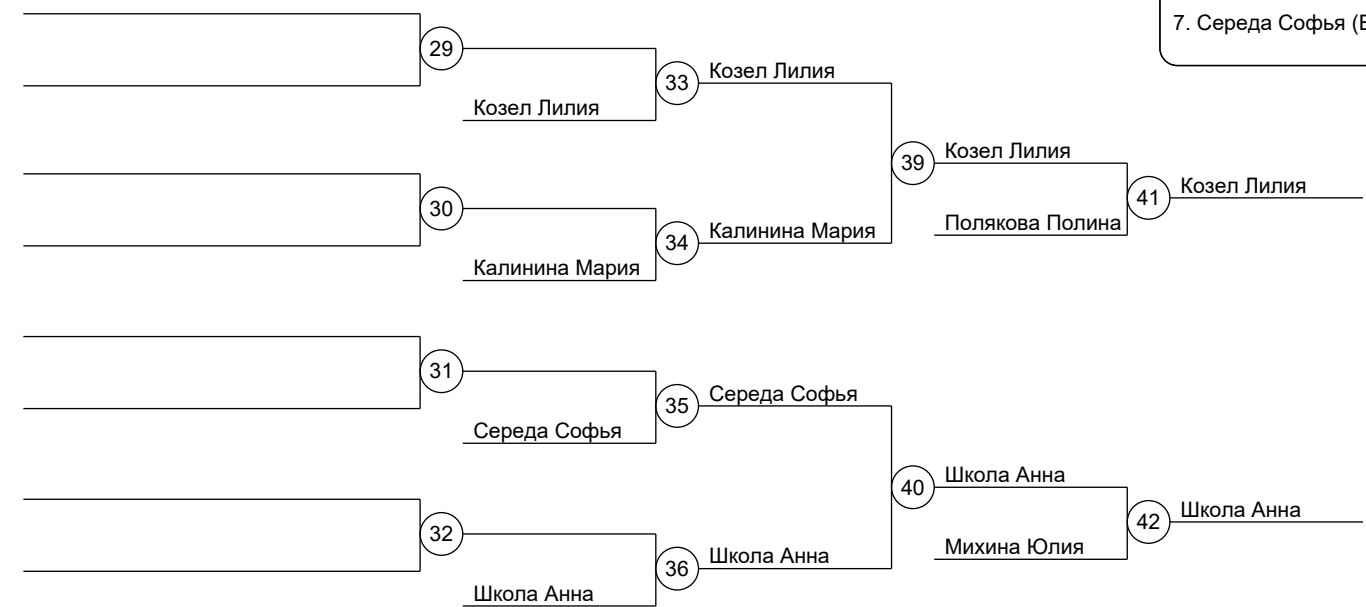 7. Середа Софья (
29
Козел Лилия
33
Козел Лилия
39
Козел Лилия
41
Козел Лилия
30
Калинина Мария
34
Калинина Мария
Полякова Полина
31
Середа Софья
35
Середа Софья
40
Школа Анна
42
Школа Анна
32
Школа Анна
36
Школа Анна
Михина Юлия